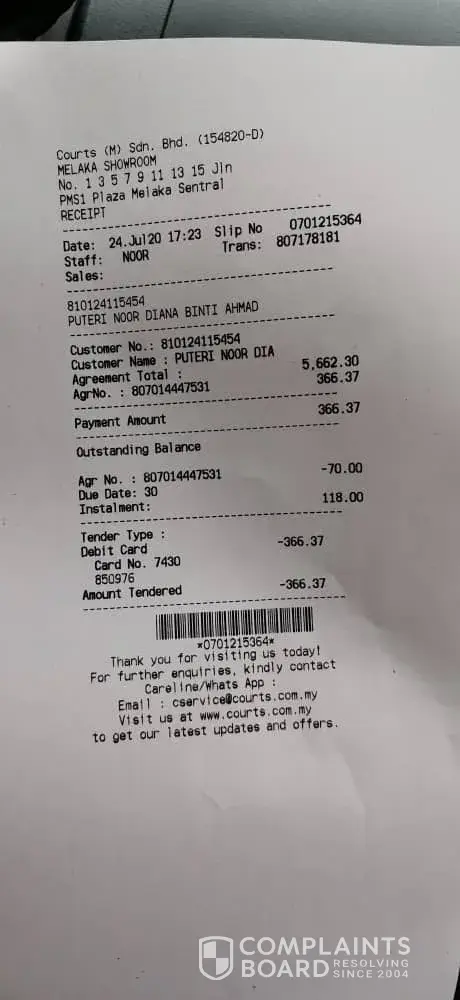 Courts (M) Sdn. Bhd. (154820-D)
MELAKA SHOWROOM
No. 1 3 5 7 9 11 13 15 Jln
PMS1 Plaza Melaka Sentral
RECEIPT
Date: 24.Jul20 17:23 Slip No 0701215364
Staff: NOOR Trans: 807178181
Sales:
810124115454
PUTERI NOOR DIANA BINTI AHMAD
Customer No.: 810124115454
Customer Name : PUTERI NOOR DIA
Agreement Total : 5,662.30
AgrNo. : 807014447531 366.37
Payment Amount 366.37
Outstanding Balance
Agr No. : 807014447531 -70.00
Due Date: 30
Instalment: 118.00
Tender Type :
Debit Card -366.37
Card No. 7430
850976
Amount Tendered -366.37
*0701215364*
Thank you for visiting us today!
For further enquiries, kindly contact
Careline/Whats App :
Email : cservice@courts.com.my
Visit us at www.courts.com.my
to get our latest updates and offers.
COMPLAINTS
BOARD RESOLVING
SINCE 2004